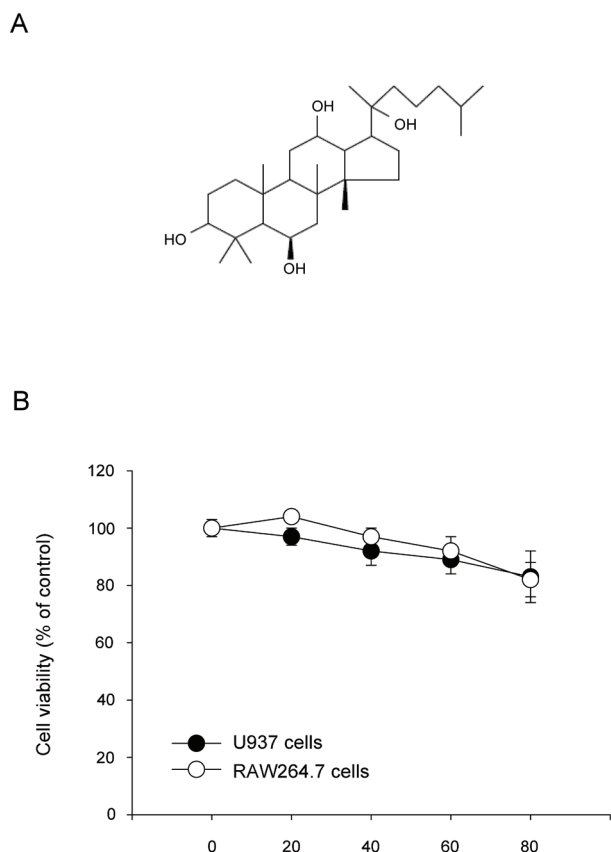 A
OH
OH
HO
OH
B
120
100
80
60
40
20
0
Cell viability (% of control)
U937 cells
RAW264.7 cells
0 20 40 60 80